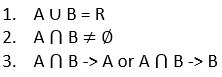 1. A ∪ B = R
2. A ⋂ B ≠ Ø
3. A ⋂ B -> A or A ⋂ B -> B